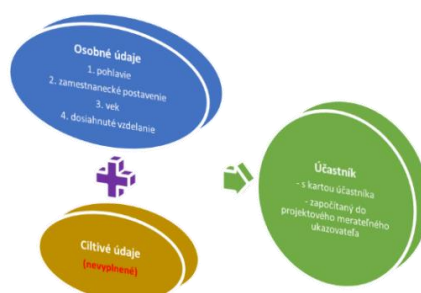 Osobné údaje
1. pohlavie
2. zamestnanecké postavenie
3. vek
4. dosiahnuté vzdelanie
Citlivé údaje
(nevyplnené)
Účastník
- s kartou účastníka
- započítaný do
projektového merateľného
ukazovateľa